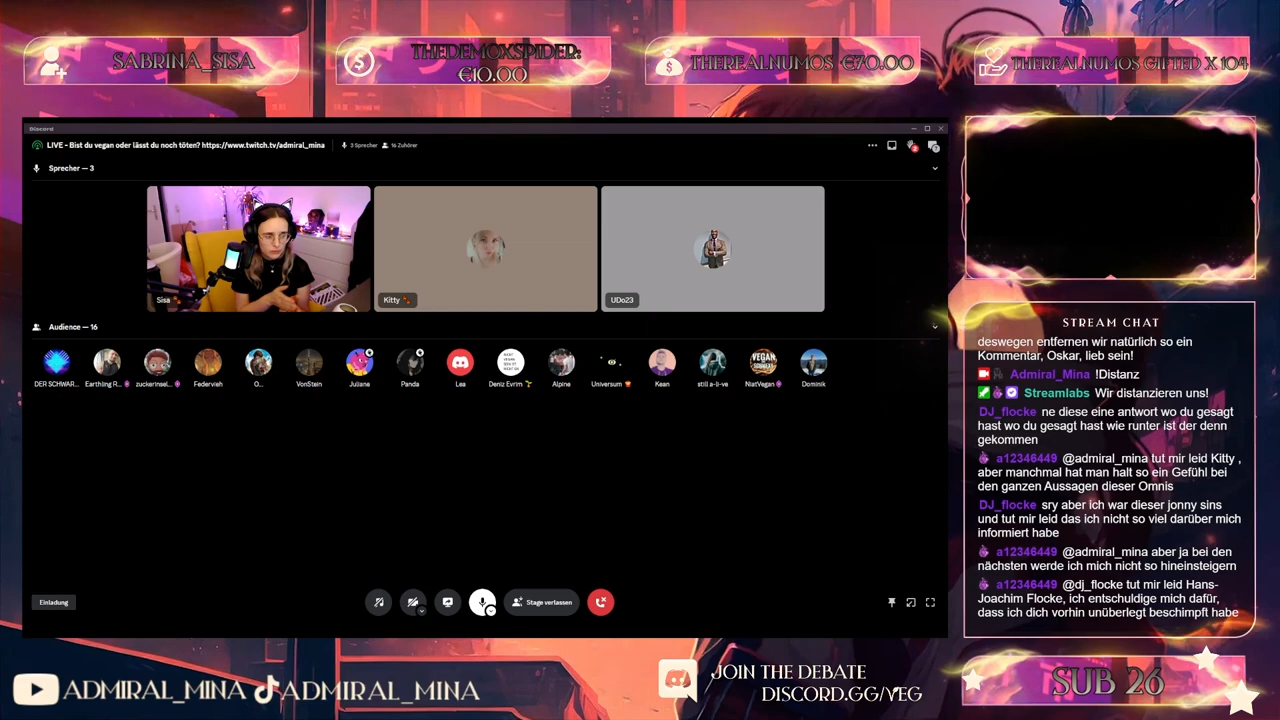 SABRINA_SISA
THEDEMOXSPIDER:
€10.00
THEREALNUMOS €70.00
THEREALNUMOS GIFTED X 104
Discord
LIVE - Bist du vegan oder lässt du noch töten? https://www.twitch.tv/admiral_mina
3 Sprecher 16 Zuhörer
Sprecher — 3
Sisa
Kitty
UDo23
Audience — 16
DER SCHWAR...
Earthling R...
zuckerinsel...
Federvieh
O...
VonStein
Juliane
Panda
Lea
Deniz Evrim
Alpine
Universum
Kean
still a-li-ve
NiatVegan
Dominik
Einladung
Stage verlassen
STREAM CHAT
deswegen entfernen wir natürlich so ein
Kommentar, Oskar, lieb sein!
Admiral_Mina !Distanz
Streamlabs Wir distanzieren uns!
DJ_flocke ne diese eine antwort wo du gesagt
hast wo du gesagt hast wie runter ist der denn
gekommen
a12346449 @admiral_mina tut mir leid Kitty ,
aber manchmal hat man halt so ein Gefühl bei
den ganzen Aussagen dieser Omnis
DJ_flocke sry aber ich war dieser jonny sins
und tut mir leid das ich nicht so viel darüber mich
informiert habe
a12346449 @admiral_mina aber ja bei den
nächsten werde ich mich nicht so hineinsteigern
a12346449 @dj_flocke tut mir leid Hans-
Joachim Flocke, ich entschuldige mich dafür,
dass ich dich vorhin unüberlegt beschimpft habe
ADMIRAL_MINA
ADMIRAL_MINA
JOIN THE DEBATE
DISCORD.GG/VEG
SUB 26